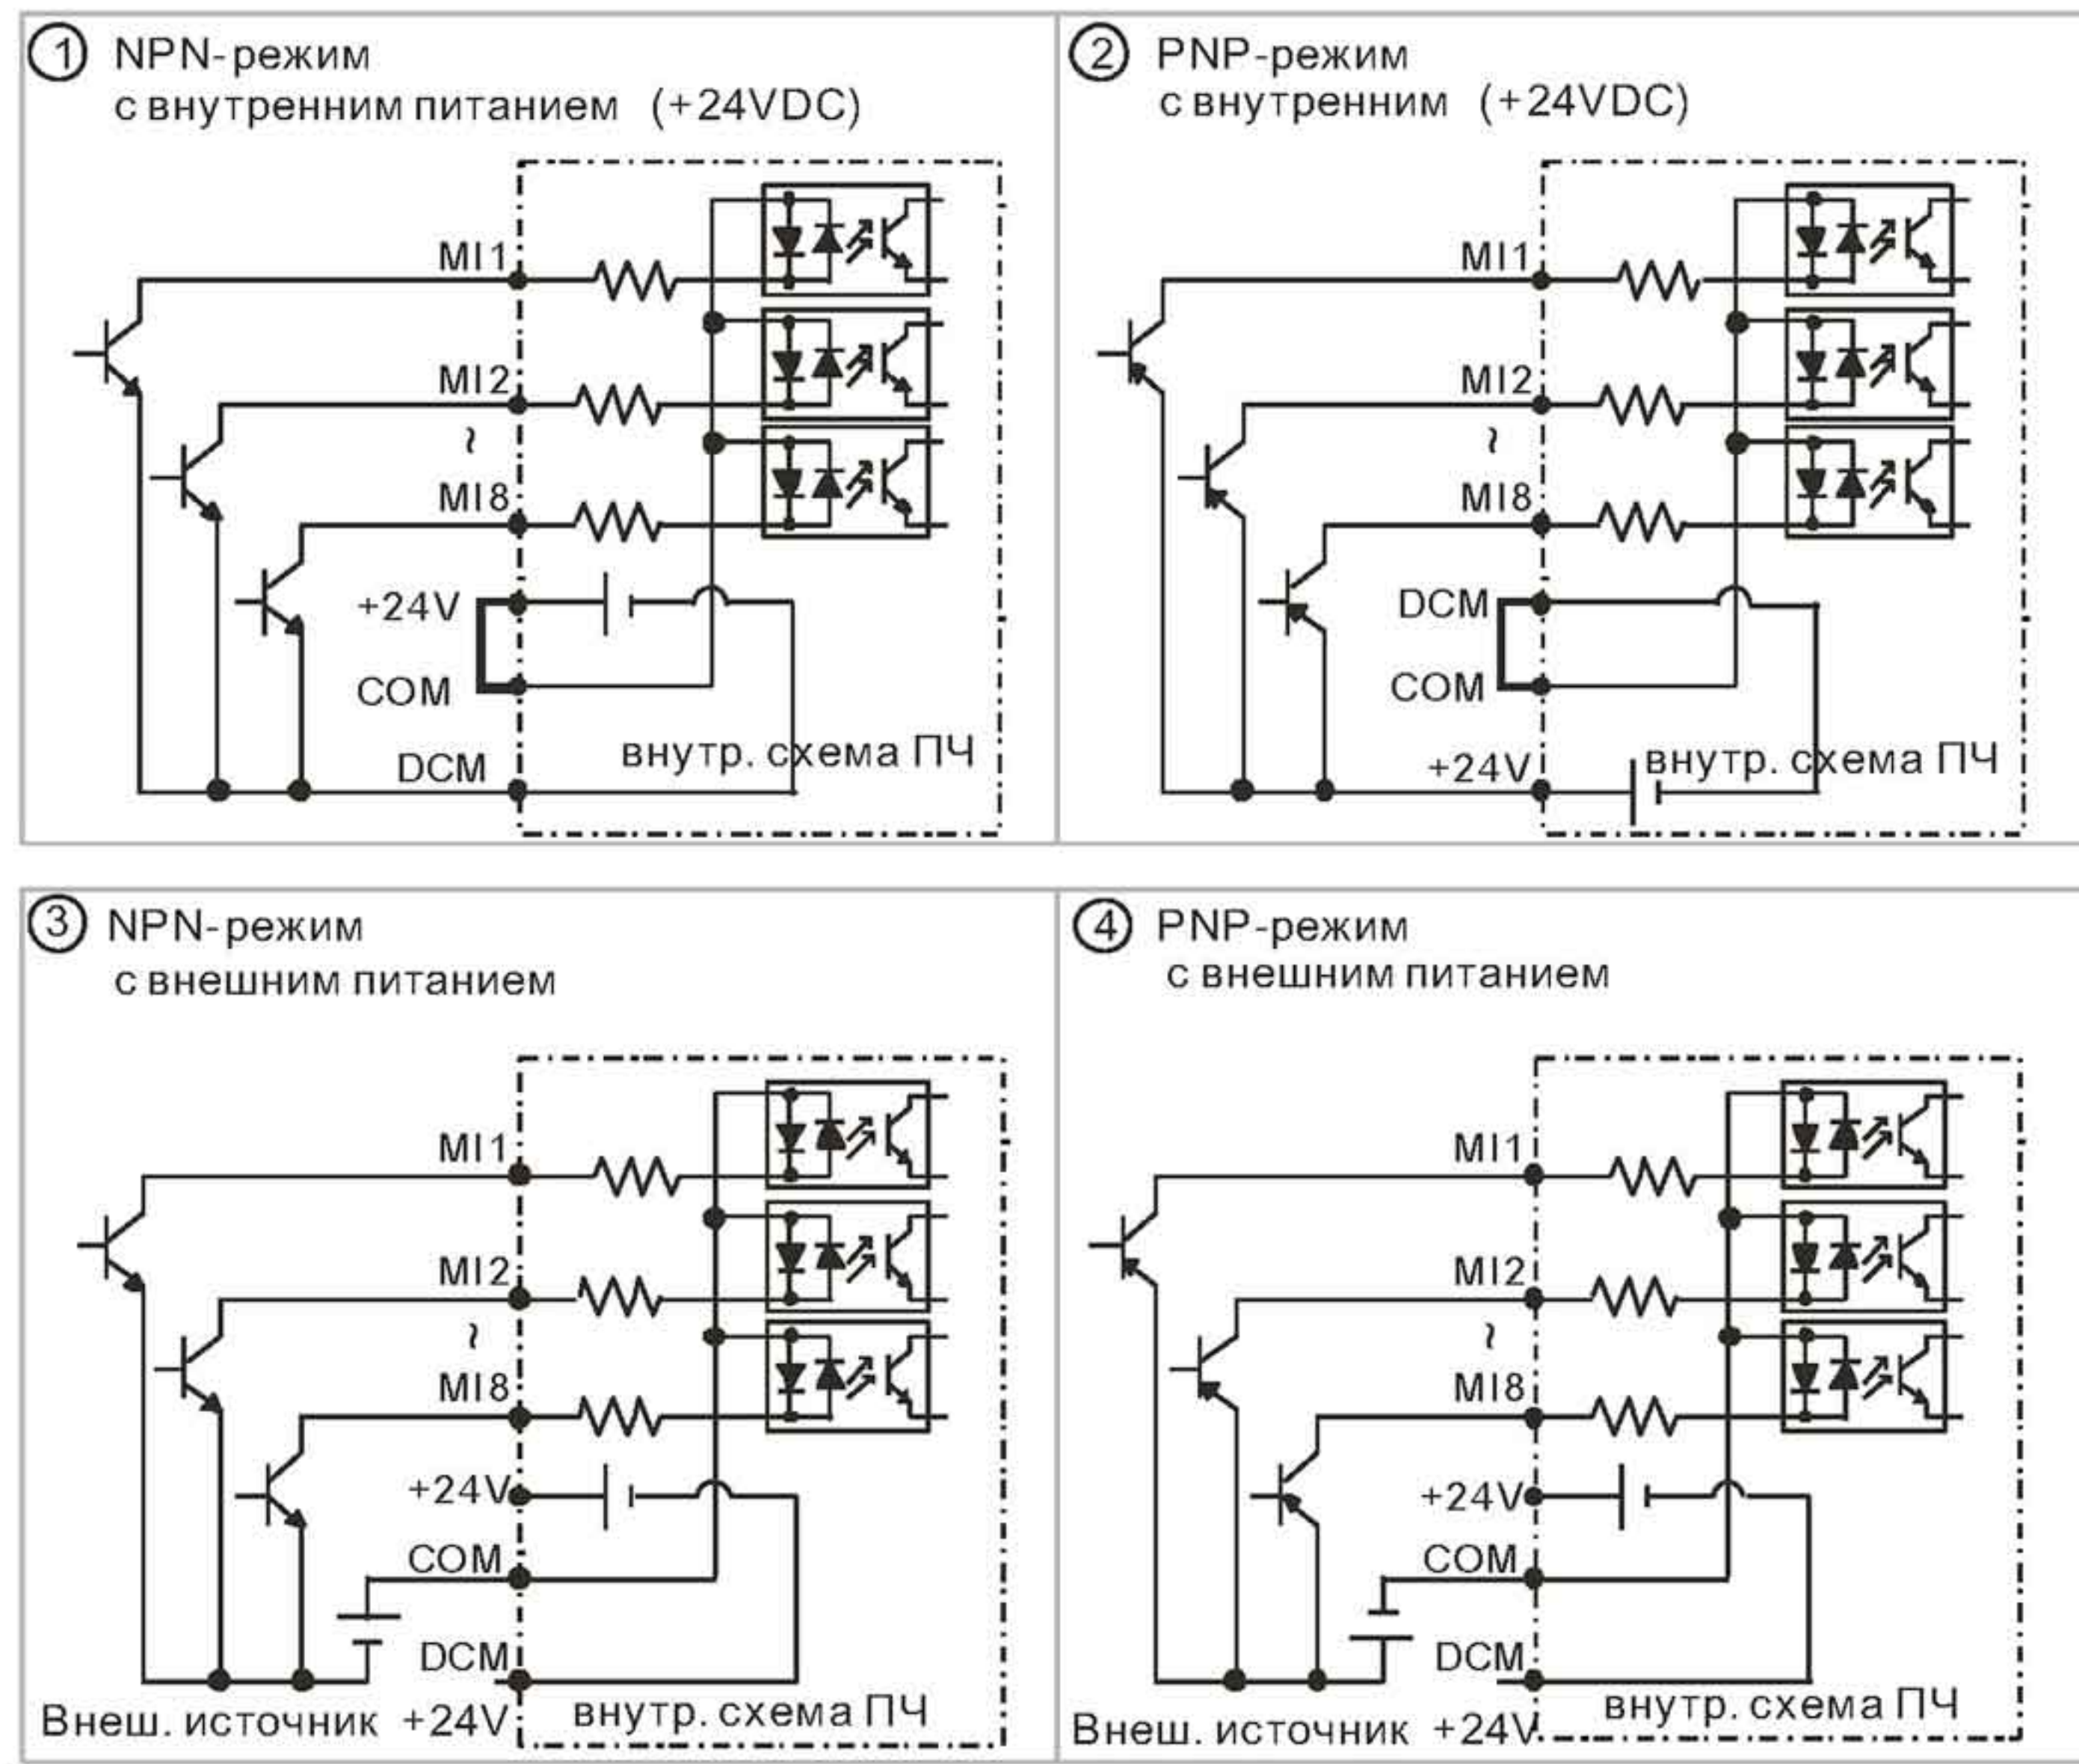 1 NPN-режим
с внутренним питанием (+24VDC)
MI1
MI2
~
MI8
+24V
COM
DCM
внутр. схема ПЧ
2 PNP-режим
с внутренним (+24VDC)
MI1
MI2
~
MI8
DCM
COM
+24V
внутр. схема ПЧ
3 NPN-режим
с внешним питанием
MI1
MI2
~
MI8
+24V
COM
DCM
внутр. схема ПЧ
Внеш. источник +24V
4 PNP-режим
с внешним питанием
MI1
MI2
~
MI8
+24V
COM
DCM
внутр. схема ПЧ
Внеш. источник +24V